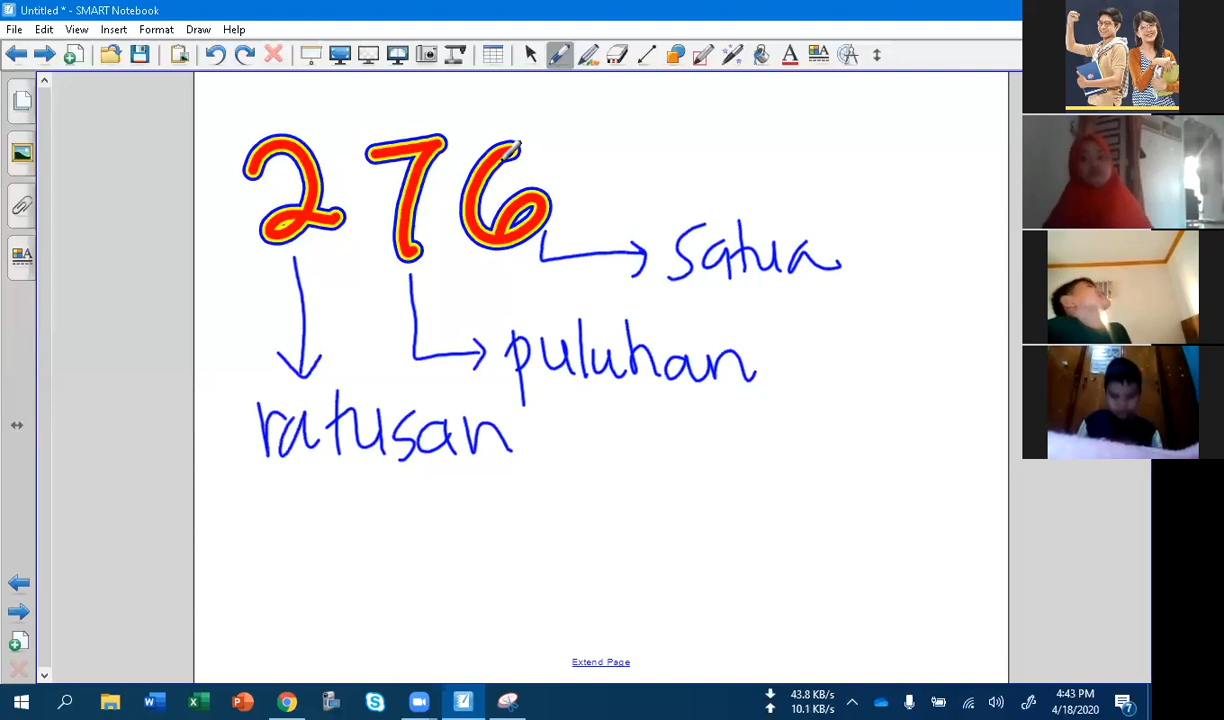 Untitled * - SMART Notebook
File Edit View Insert Format Draw Help
276
satua
puluhan
ratusan
Extend Page
43.8 KB/s
10.1 KB/s
4:43 PM
4/18/2020
7